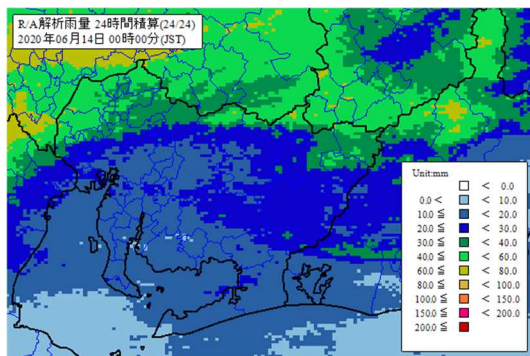 R/A解析雨量 24時間積算(24/24)
2020年06月14日 00時00分(JST)
Unit:mm
< 0.0
0.0 < < 10.0
10.0 ≦ < 20.0
20.0 ≦ < 30.0
30.0 ≦ < 40.0
40.0 ≦ < 60.0
60.0 ≦ < 80.0
80.0 ≦ < 100.0
100.0 ≦ < 150.0
150.0 ≦ < 200.0
200.0 ≦